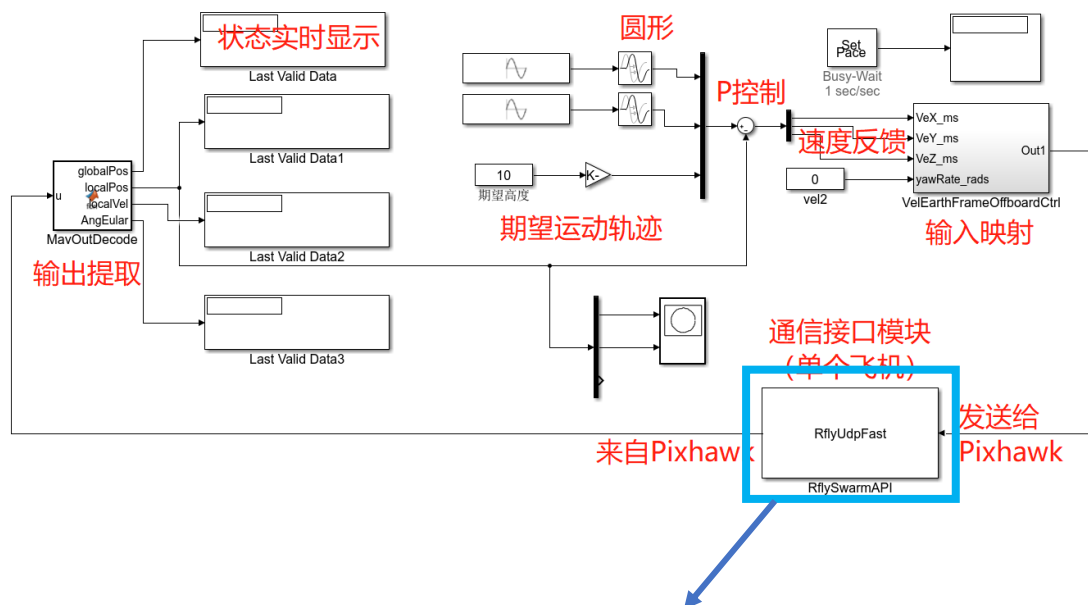 状态实时显示
Last Valid Data
圆形
Set
Pace
Busy-Wait
1 sec/sec
P控制
Last Valid Data1
速度反馈
VeX_ms
VeY_ms
VeZ_ms
yawRate_rads
Out1
VelEarthFrameOffboardCtrl
0
vel2
输入映射
10
期望高度
K-
期望运动轨迹
u
globalPos
localPos
localVel
AngEular
MavOutDecode
输出提取
Last Valid Data2
Last Valid Data3
通信接口模块
（单个飞机）
RflyUdpFast
RflySwarmAPI
来自Pixhawk
发送给
Pixhawk